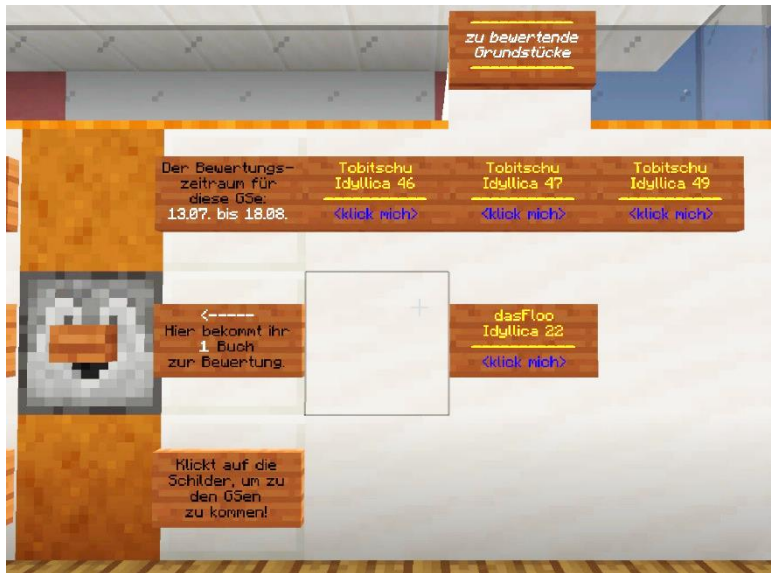 zu bewertende
Grundstücke
Der Bewertungs-
zeitraum für
diese GSe:
13.07. bis 18.08.
Tobitschu
Idyllica 46
<klick mich>
Tobitschu
Idyllica 47
<klick mich>
Tobitschu
Idyllica 49
<klick mich>
<-----
Hier bekommt ihr
1 Buch
zur Bewertung.
dasFloo
Idyllica 22
<klick mich>
Klickt auf die
Schilder, um zu
den GSen
zu kommen!